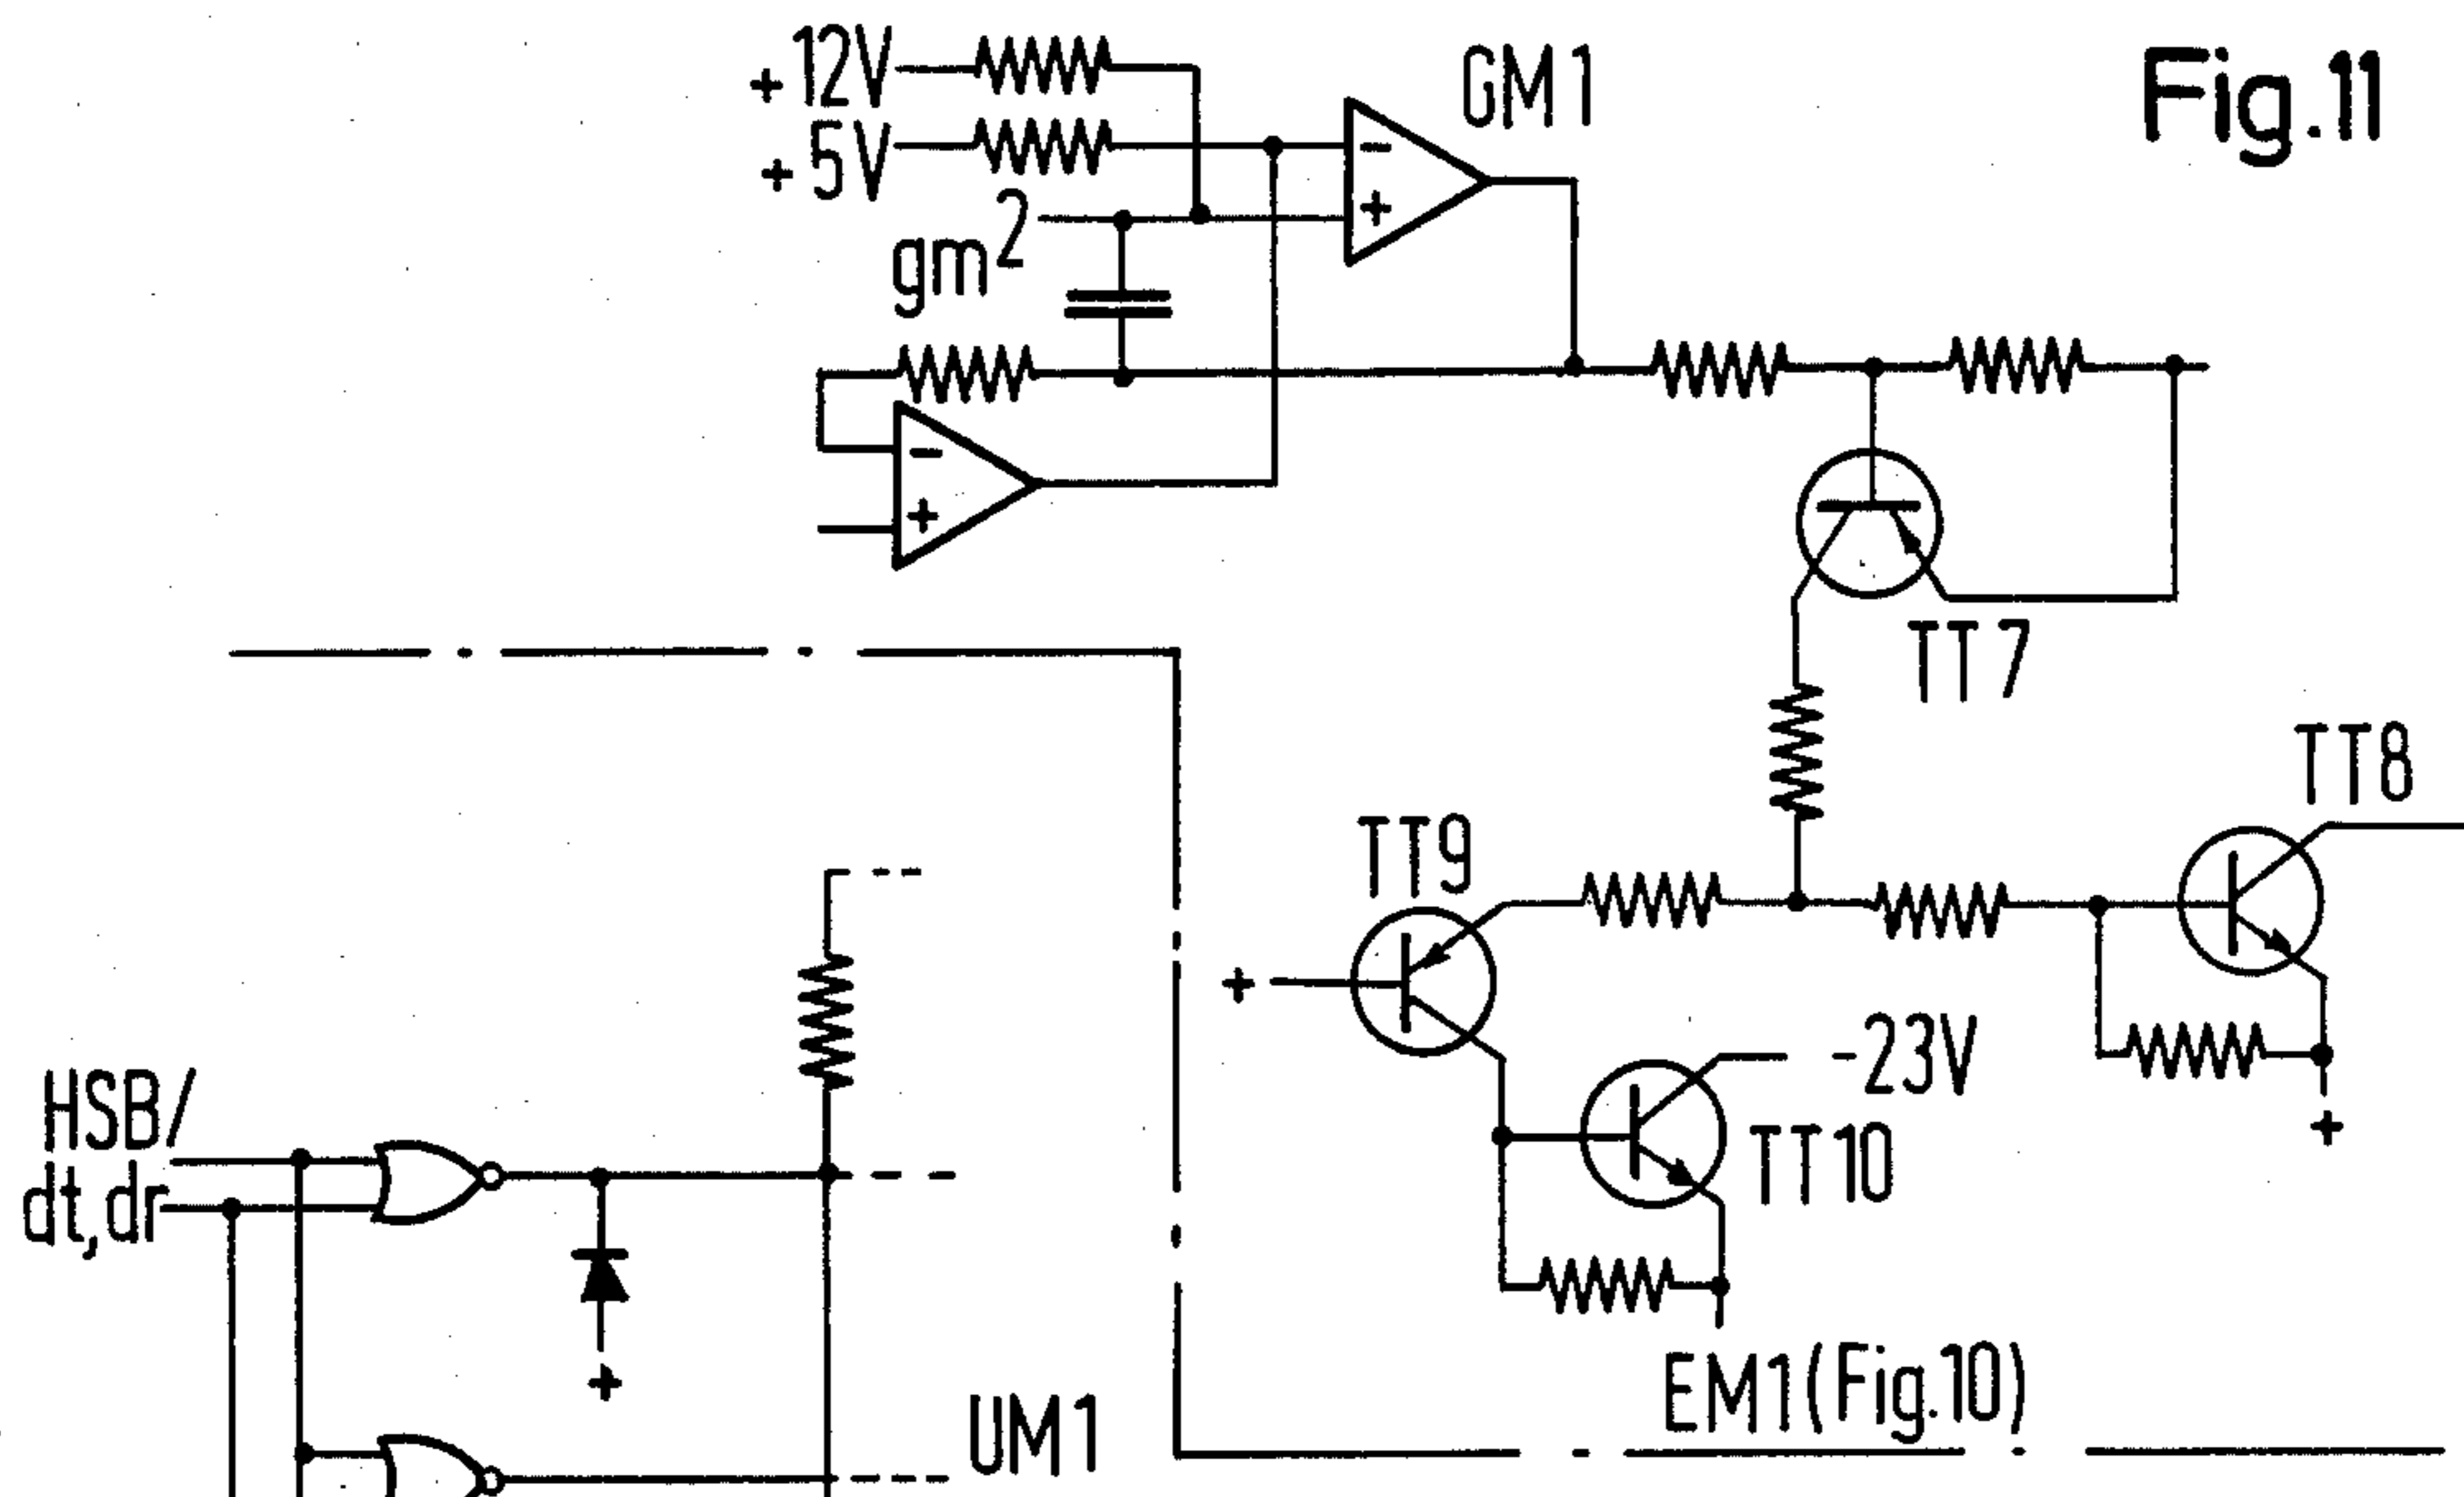 +12V
GM1
Fig.11
+5V
gm2
-
+
-
+
TT7
TT8
TT9
+
-23V
HSB/
dt,dr
TT10
+
+
EM1(Fig.10)
UM1